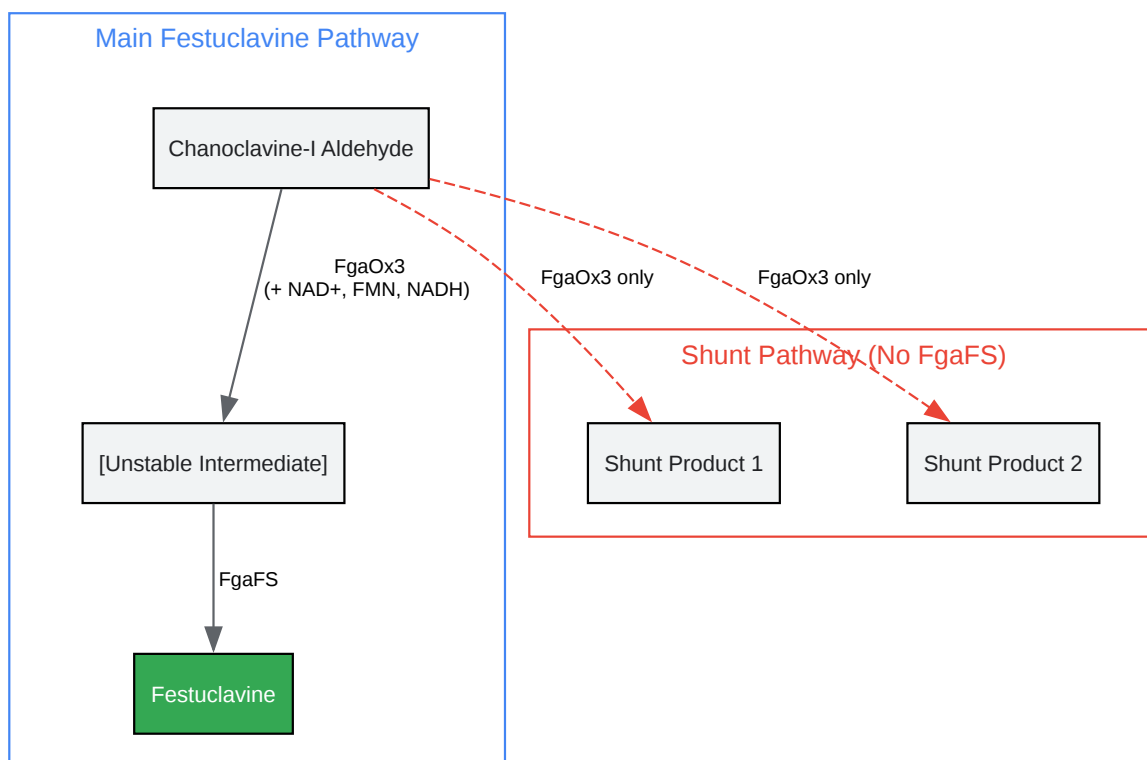 Main Festuclavine Pathway
Chanoclavine-I Aldehyde
FgaOx3
(+ NAD+, FMN, NADH)
FgaOx3 only
FgaOx3 only
Shunt Pathway (No FgaFS)
[Unstable Intermediate]
Shunt Product 1
Shunt Product 2
FgaFS
Festuclavine